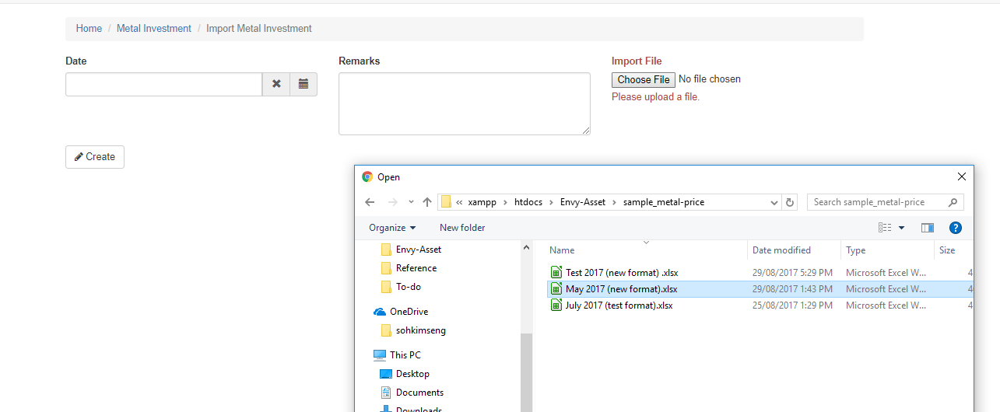 Home / Metal Investment / Import Metal Investment
Date
Remarks
Import File
Choose File No file chosen
Please upload a file.
Create
Open
« xampp > htdocs > Envy-Asset > sample_metal-price
Search sample_metal-price
Organize
New folder
Envy-Asset
Reference
To-do
OneDrive
sohkimseng
This PC
Desktop
Documents
Downloads
Name Date modified Type Size
Test 2017 (new format) .xlsx 29/08/2017 5:29 PM Microsoft Excel W... 4
May 2017 (new format).xlsx 29/08/2017 1:43 PM Microsoft Excel W... 4
July 2017 (test format).xlsx 25/08/2017 1:29 PM Microsoft Excel W... 4